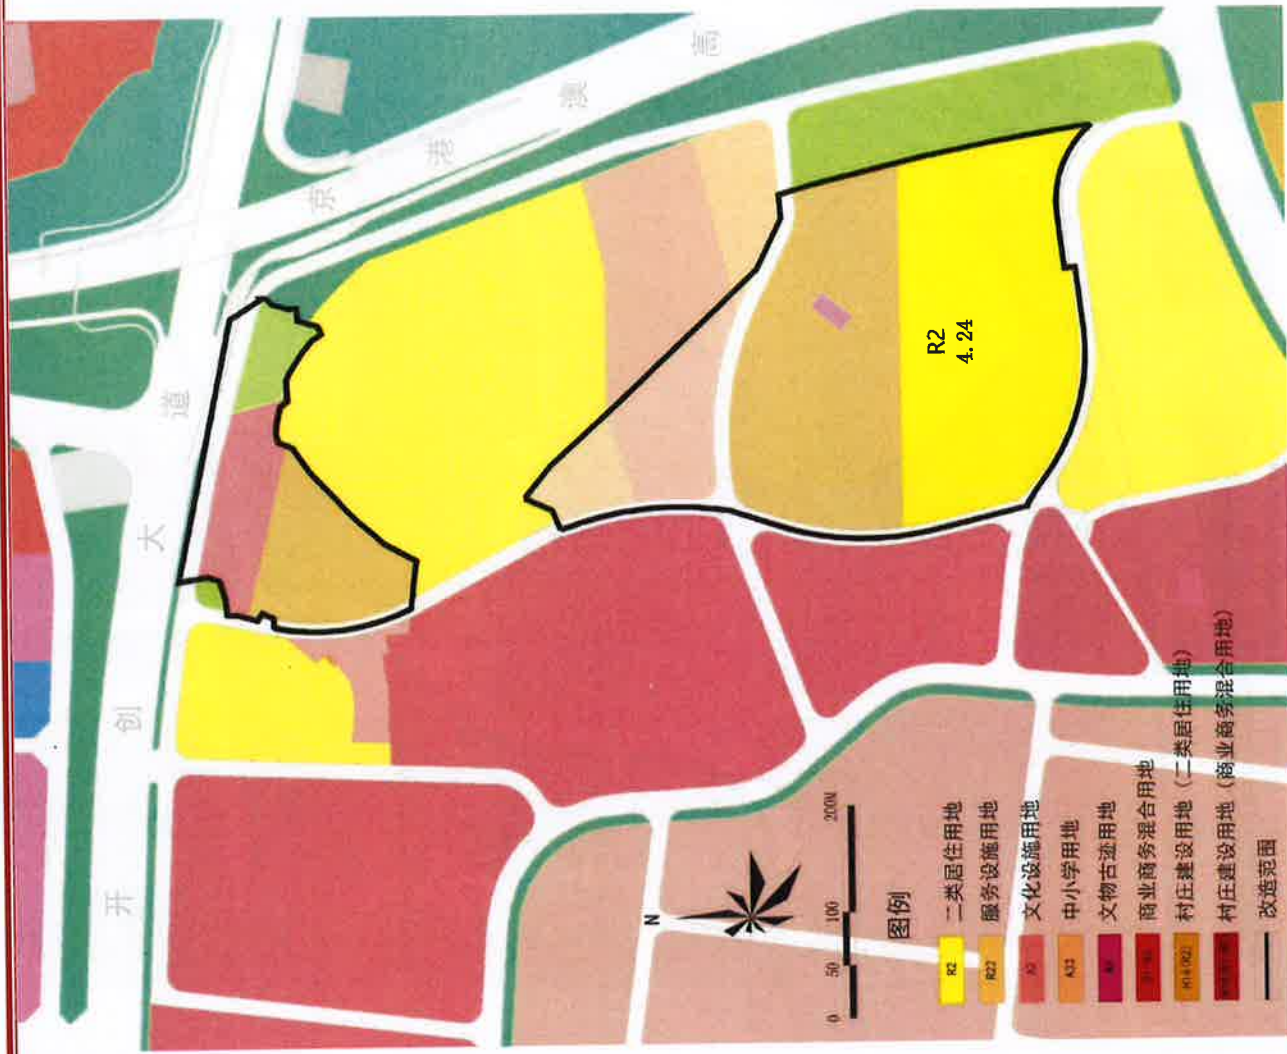 京港澳高
开创大道
R2
4.24
N
0 50 100 200M
图例
R2 二类居住用地
R22 服务设施用地
A2 文化设施用地
A33 中小学用地
A7 文物古迹用地
商业商务混合用地
H14(R2) 村庄建设用地（二类居住用地）
村庄建设用地（商业商务混合用地）
改造范围